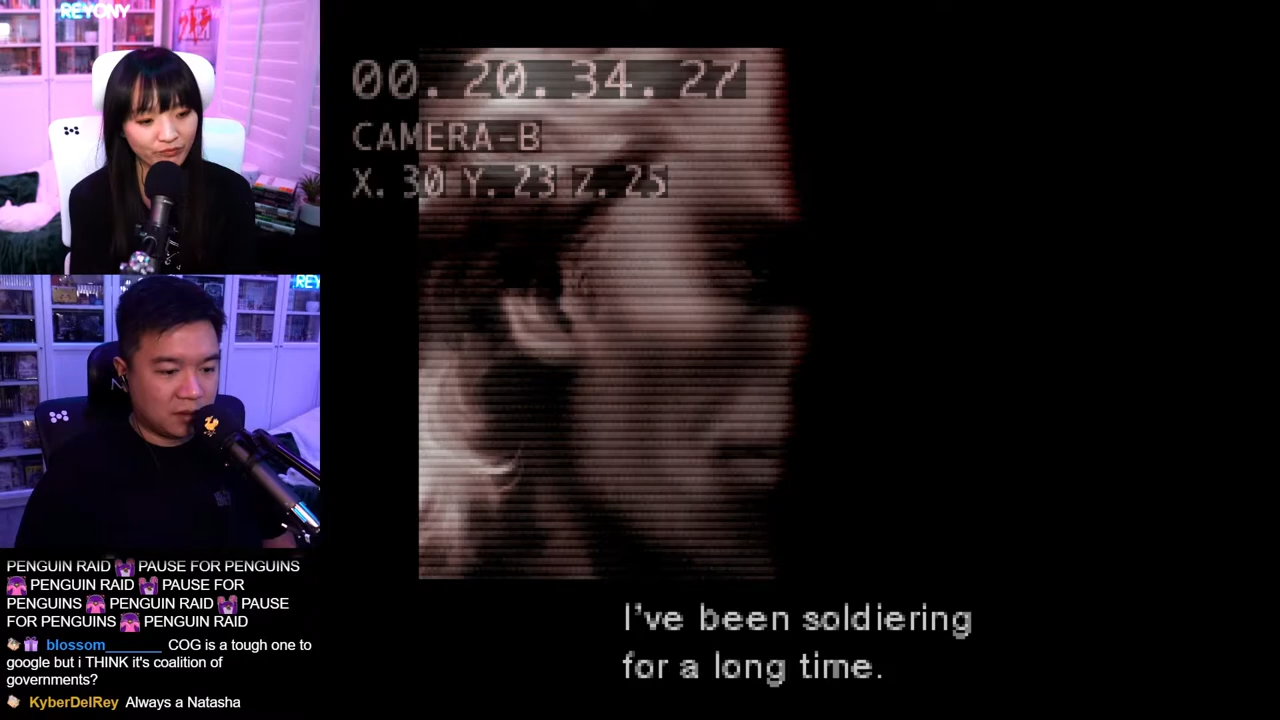 REYONY
REY
00. 20. 34. 27
CAMERA-B
X. 30 Y. 23 Z. 25
I've been soldiering
for a long time.
PENGUIN RAID PAUSE FOR PENGUINS
PENGUIN RAID PAUSE FOR
PENGUINS PENGUIN RAID PAUSE
FOR PENGUINS PENGUIN RAID
blossom_______ COG is a tough one to
google but i THINK it's coalition of
governments?
KyberDelRey Always a Natasha